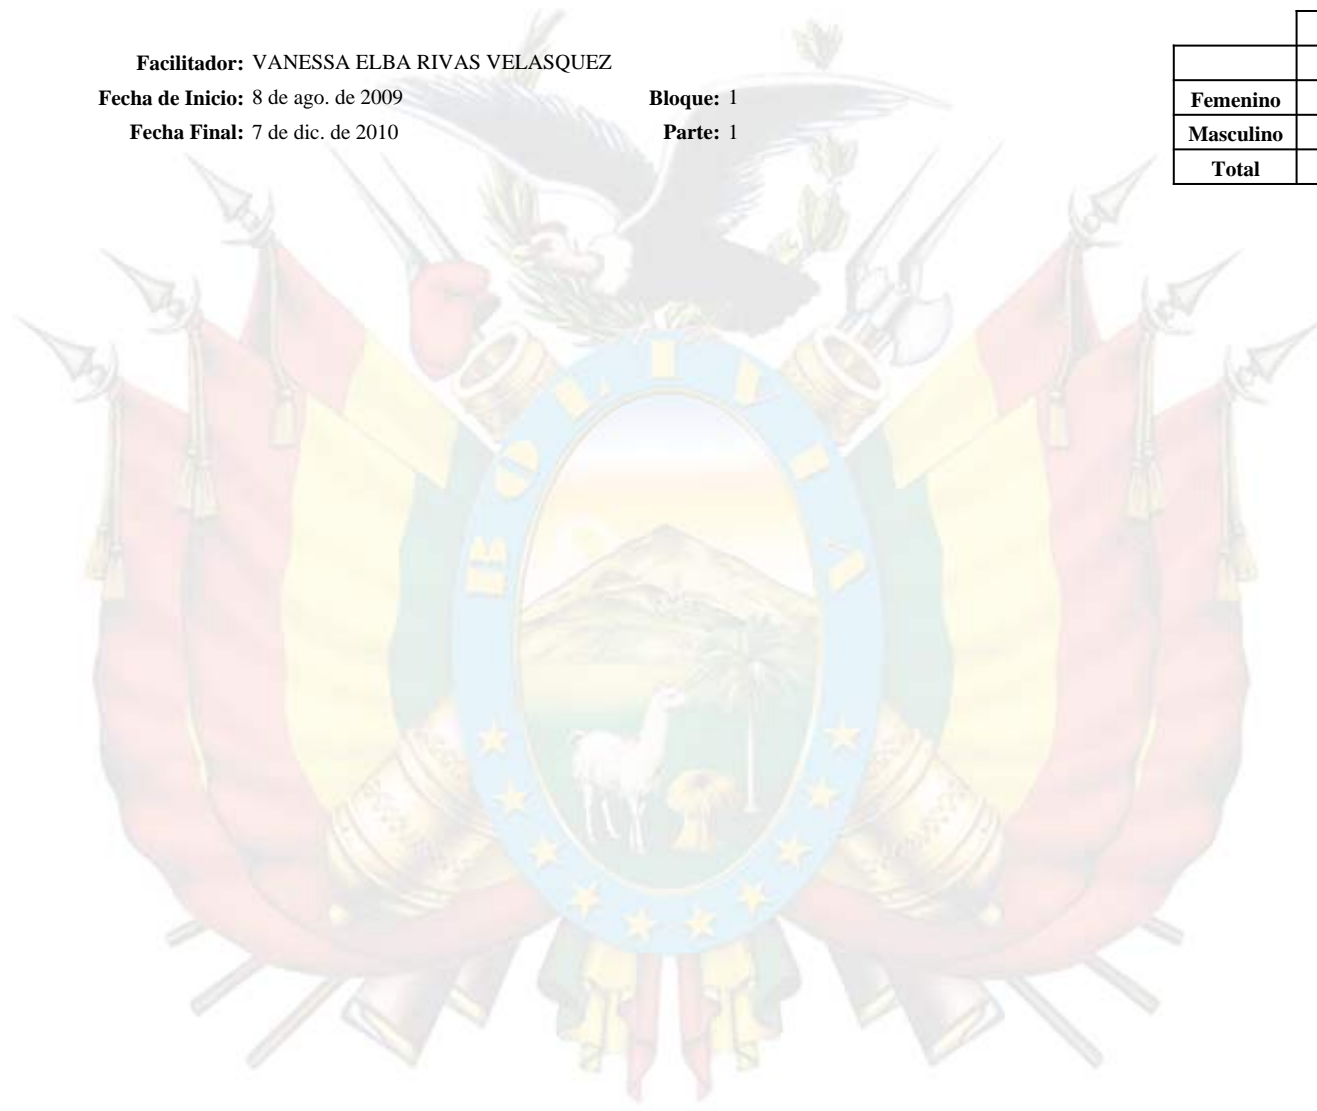 Facilitador: VANESSA ELBA RIVAS VELASQUEZ
Fecha de Inicio: 8 de ago. de 2009 Bloque: 1
Fecha Final: 7 de dic. de 2010 Parte: 1
Femenino
Masculino
Total
BOLIVIA